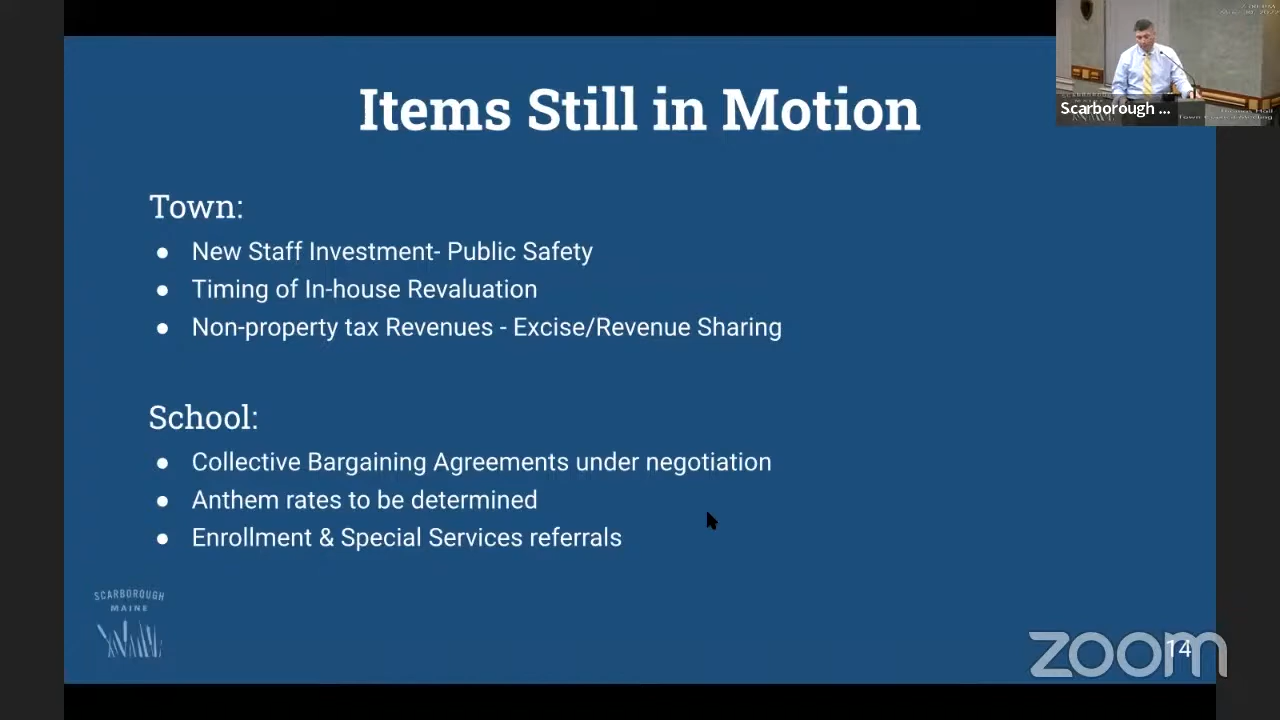 Items Still in Motion
Scarborough ...
Town:
● New Staff Investment- Public Safety
● Timing of In-house Revaluation
● Non-property tax Revenues - Excise/Revenue Sharing
School:
● Collective Bargaining Agreements under negotiation
● Anthem rates to be determined
● Enrollment & Special Services referrals
SCARBOROUGH
MAINE
zoom
14